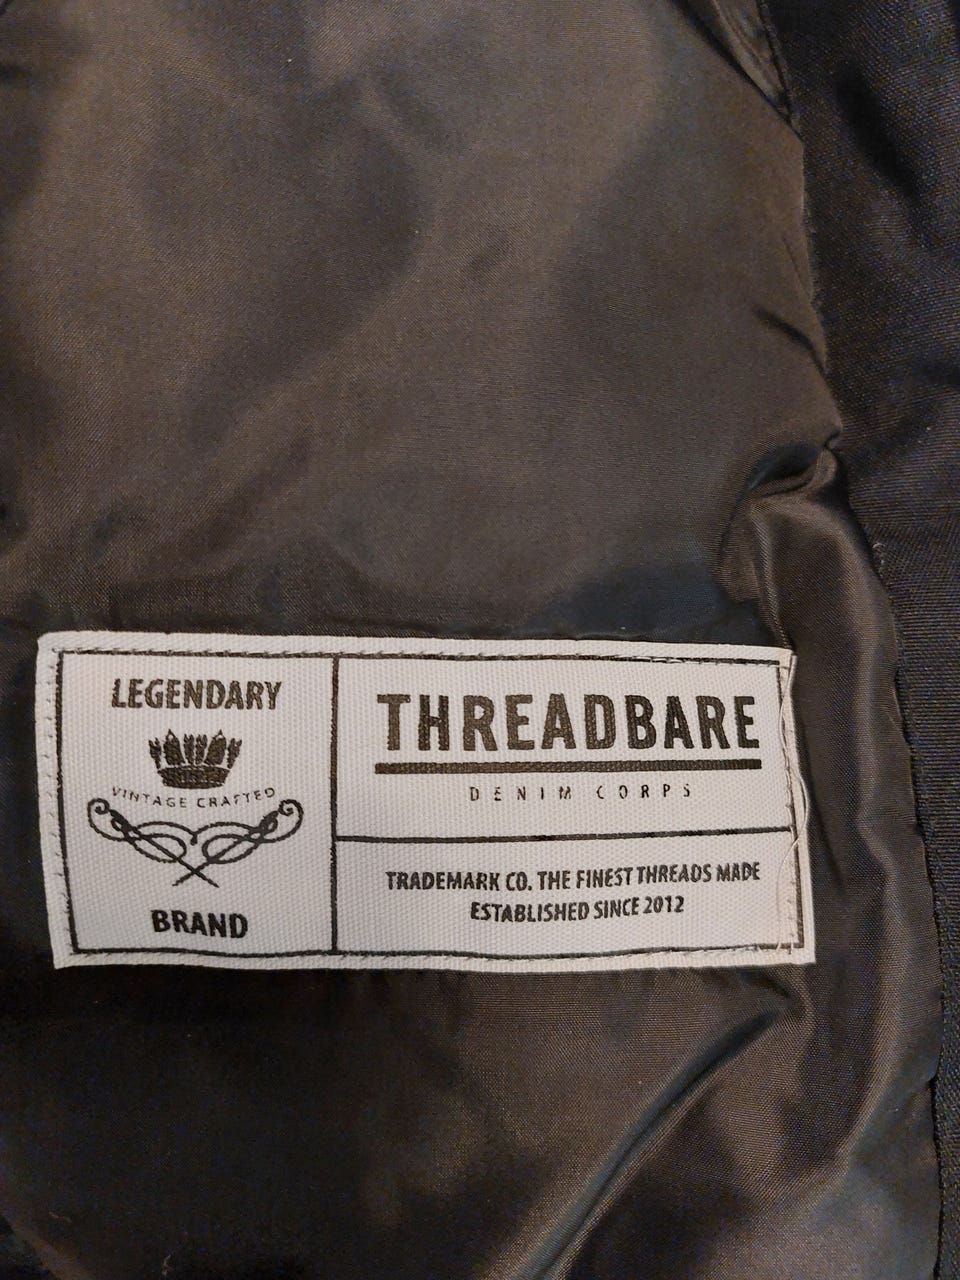 LEGENDARY
VINTAGE CRAFTED
BRAND
THREADBARE
DENIM CORPS
TRADEMARK CO. THE FINEST THREADS MADE
ESTABLISHED SINCE 2012